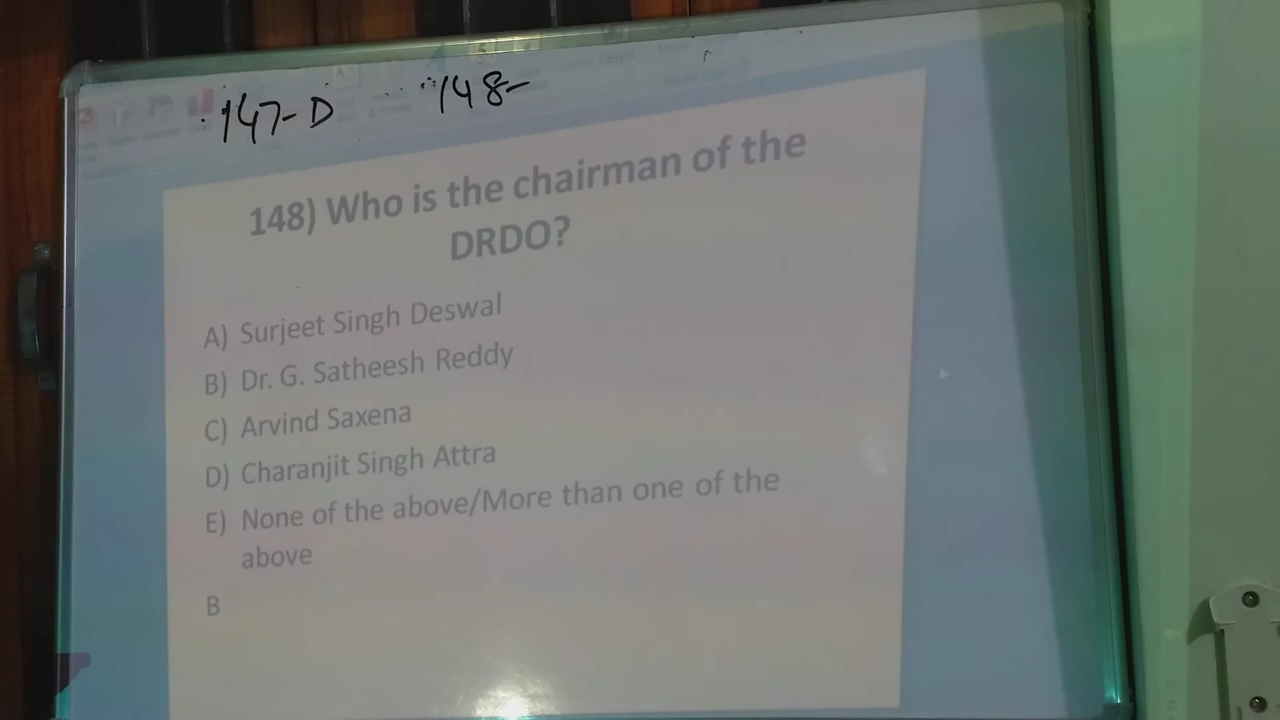 147-D 148-
148) Who is the chairman of the
DRDO?
A) Surjeet Singh Deswal
B) Dr. G. Satheesh Reddy
C) Arvind Saxena
D) Charanjit Singh Attra
E) None of the above/More than one of the
above
B